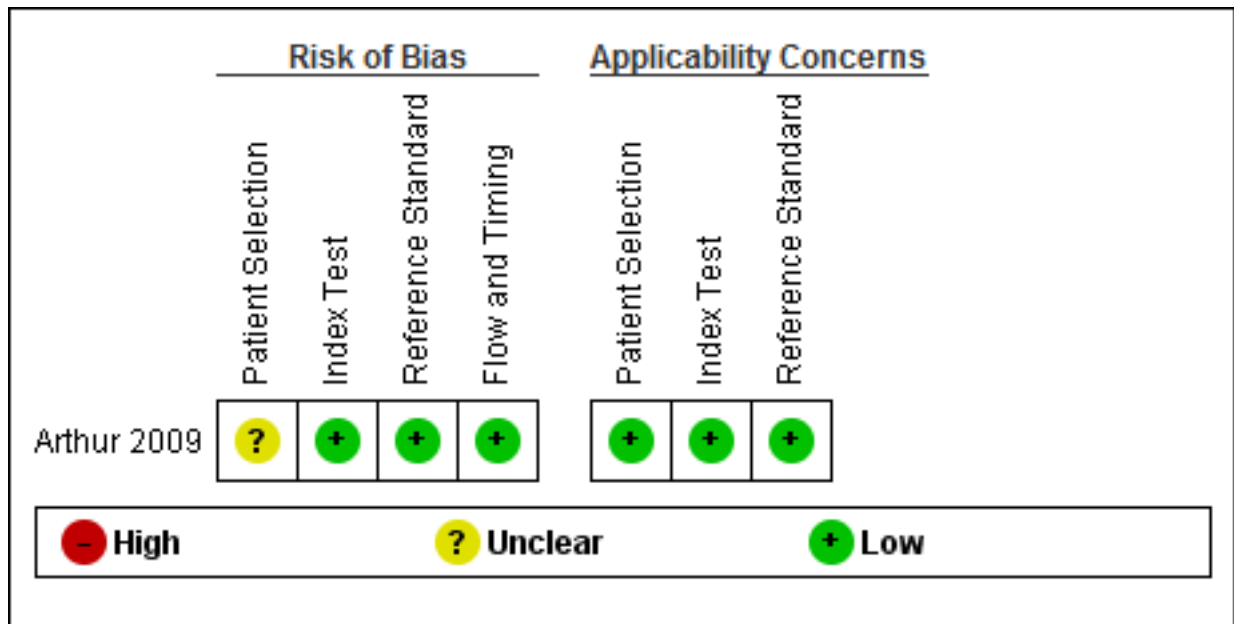 Risk of Bias
Applicability Concerns
Patient Selection
Index Test
Reference Standard
Flow and Timing
Patient Selection
Index Test
Reference Standard
Arthur 2009 ? + + + + + +
- High ? Unclear + Low